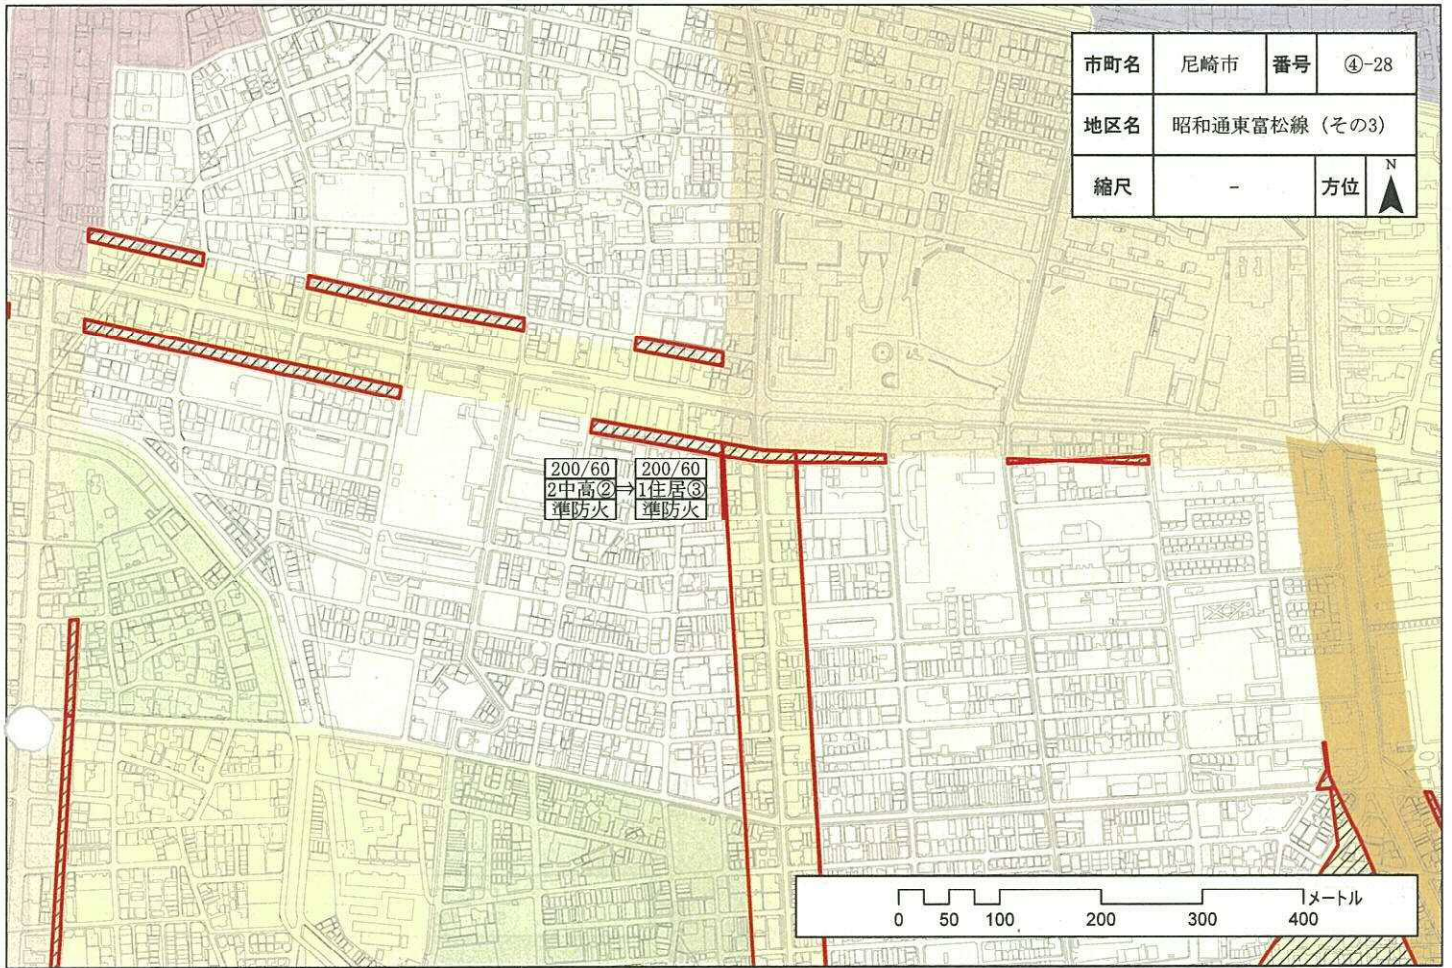 市町名 尼崎市 番号 ④-28
地区名 昭和通東富松線（その3）
縮尺 - 方位 N
200/60 200/60
2中高② ⇒ 1住居③
準防火 準防火
メートル
0 50 100 200 300 400